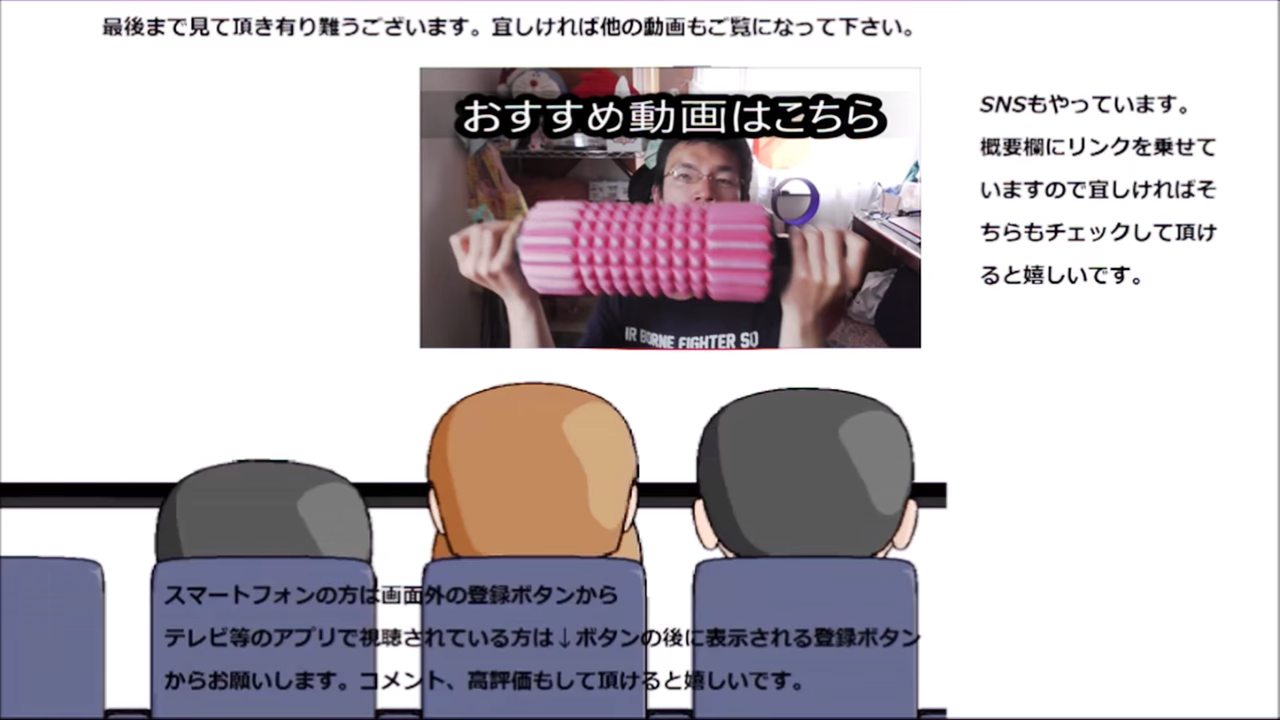 最後まで見て頂き有り難うございます。宜しければ他の動画もご覧になって下さい。
おすすめ動画はこちら
IR BORNE FIGHTER SO
SNSもやっています。
概要欄にリンクを乗せて
いますので宜しければそ
ちらもチェックして頂け
ると嬉しいです。
スマートフォンの方は画面外の登録ボタンから
テレビ等のアプリで視聴されている方は↓ボタンの後に表示される登録ボタン
からお願いします。コメント、高評価もして頂けると嬉しいです。